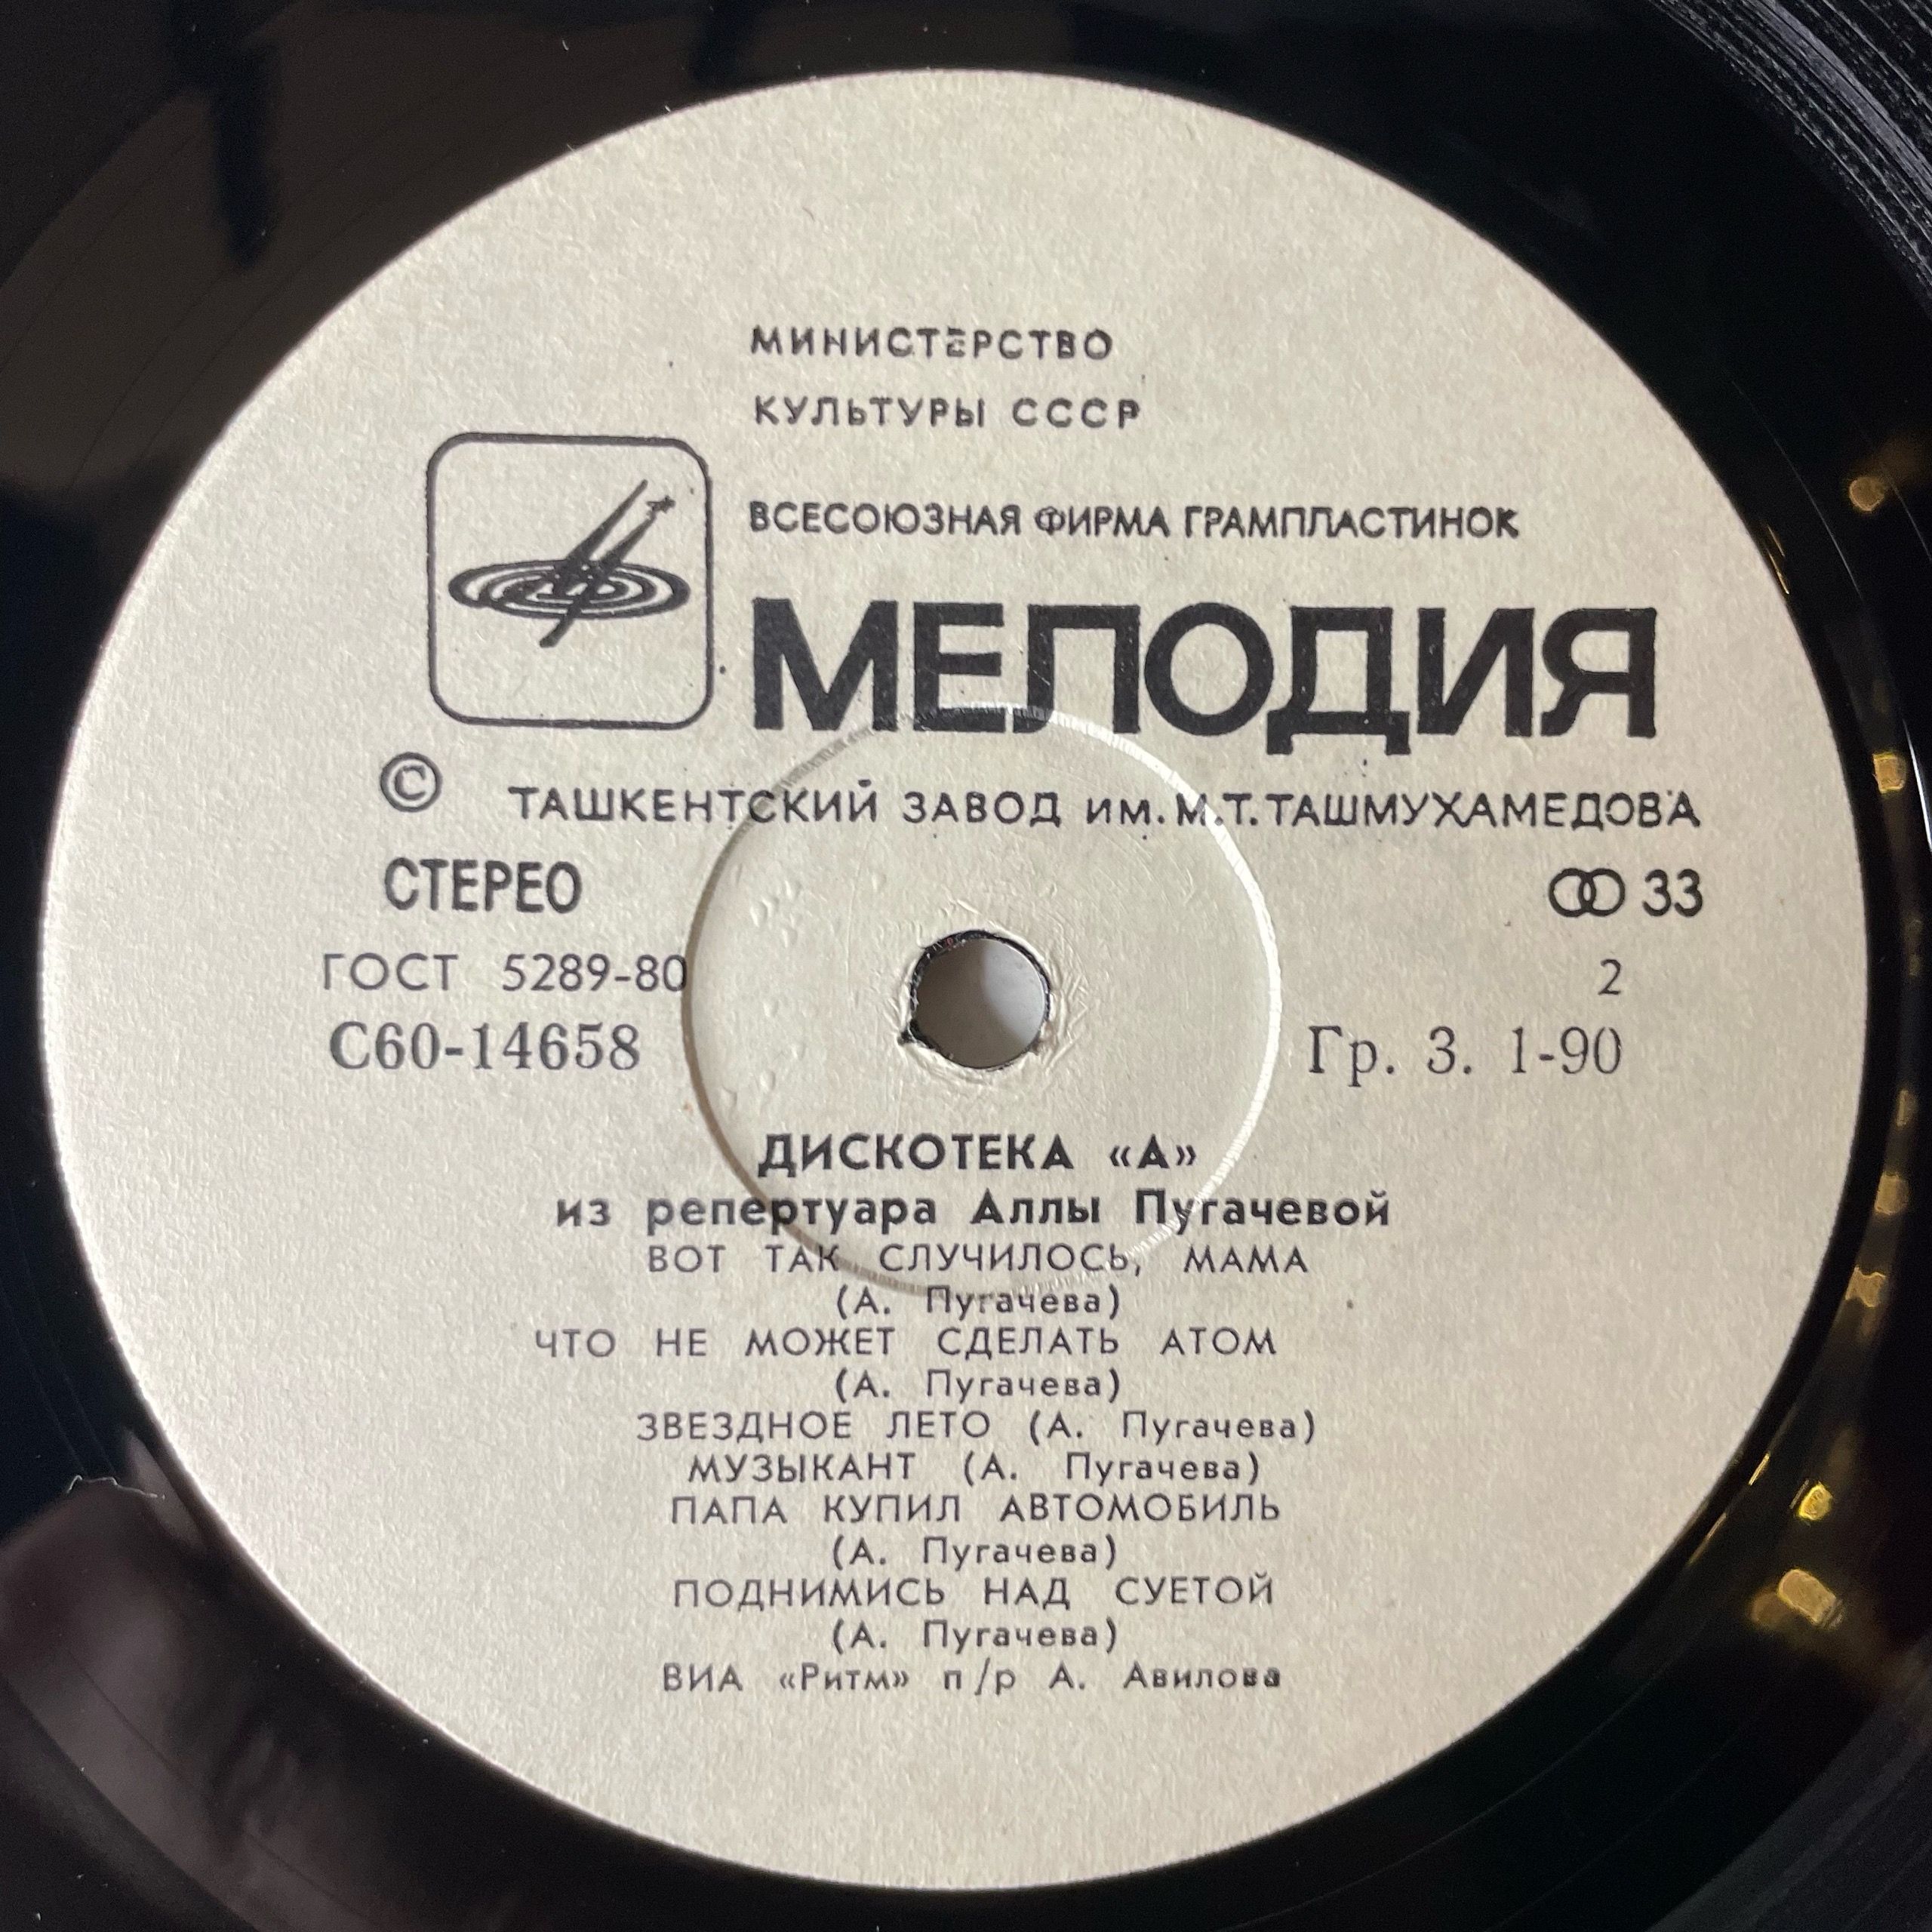 МИНИСТЕРСТВО
КУЛЬТУРЫ СССР
ВСЕСОЮЗНАЯ ФИРМА ГРАМПЛАСТИНОК
МЕЛОДИЯ
© ТАШКЕНТСКИЙ ЗАВОД им. М.Т. ТАШМУХАМЕДОВА
СТЕРЕО 33
ГОСТ 5289-80 2
С60-14658 Гр. 3. 1-90
ДИСКОТЕКА «А»
из репертуара Аллы Пугачевой
ВОТ ТАК СЛУЧИЛОСЬ, МАМА
(А. Пугачева)
ЧТО НЕ МОЖЕТ СДЕЛАТЬ АТОМ
(А. Пугачева)
ЗВЕЗДНОЕ ЛЕТО (А. Пугачева)
МУЗЫКАНТ (А. Пугачева)
ПАПА КУПИЛ АВТОМОБИЛЬ
(А. Пугачева)
ПОДНИМИСЬ НАД СУЕТОЙ
(А. Пугачева)
ВИА «Ритм» п/р А. Авилова